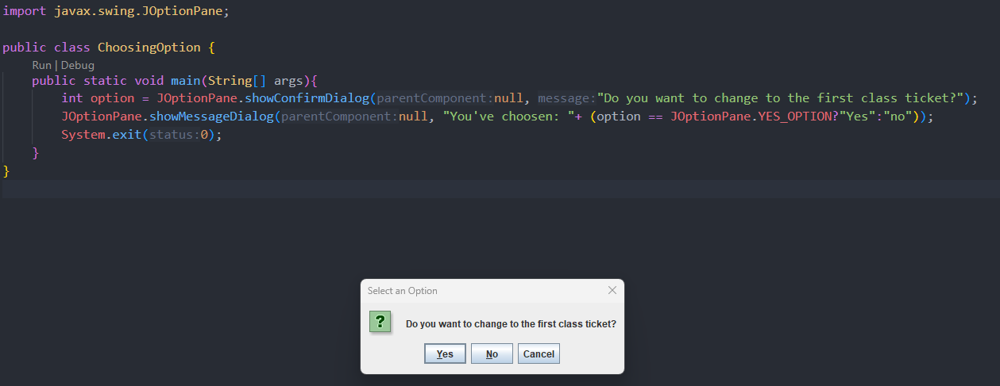 import javax.swing.JOptionPane;
public class ChoosingOption {
Run | Debug
public static void main(String[] args){
int option = JOptionPane.showConfirmDialog(parentComponent:null, message:"Do you want to change to the first class ticket?");
JOptionPane.showMessageDialog(parentComponent:null, "You've choosen: "+ (option == JOptionPane.YES_OPTION?"Yes":"no"));
System.exit(status:0);
}
}
Select an Option
?
Do you want to change to the first class ticket?
Yes No Cancel